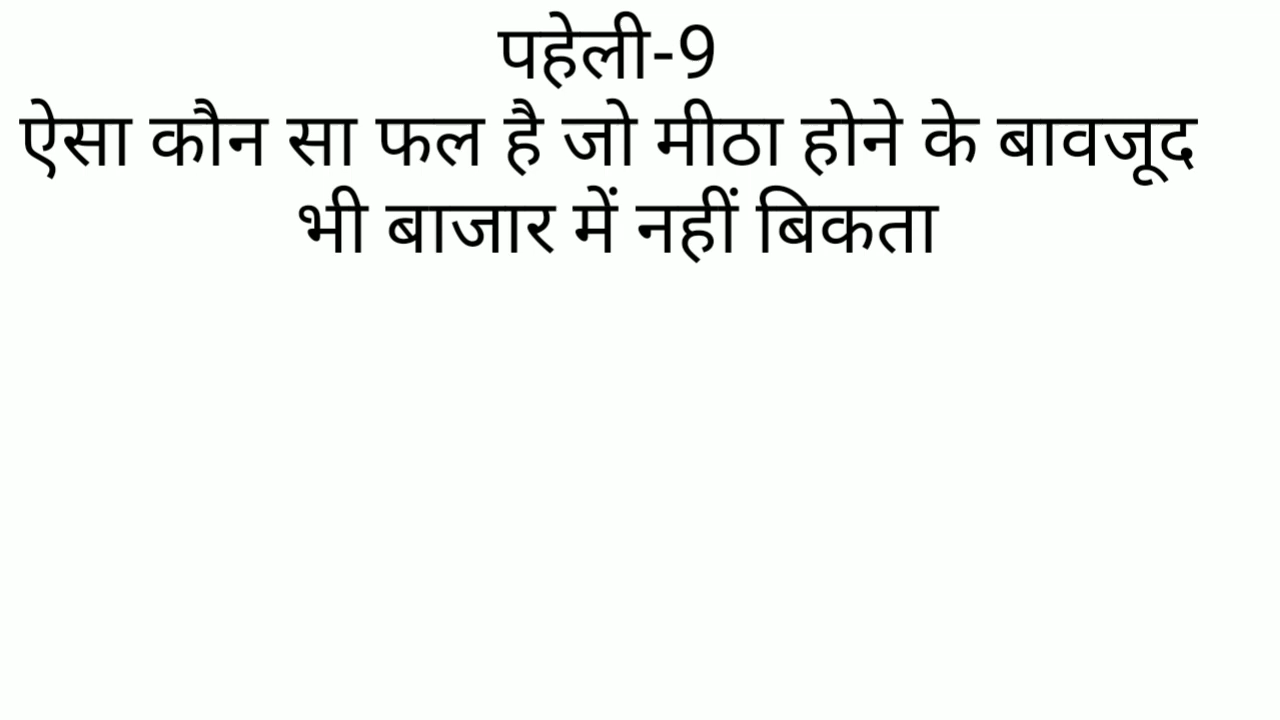 पहेली-9
ऐसा कौन सा फल है जो मीठा होने के बावजूद
भी बाजार में नहीं बिकता